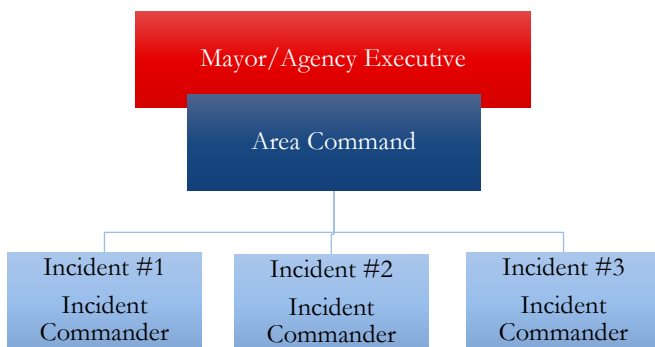 Mayor/Agency Executive
Area Command
Incident #1
Incident
Commander
Incident #2
Incident
Commander
Incident #3
Incident
Commander